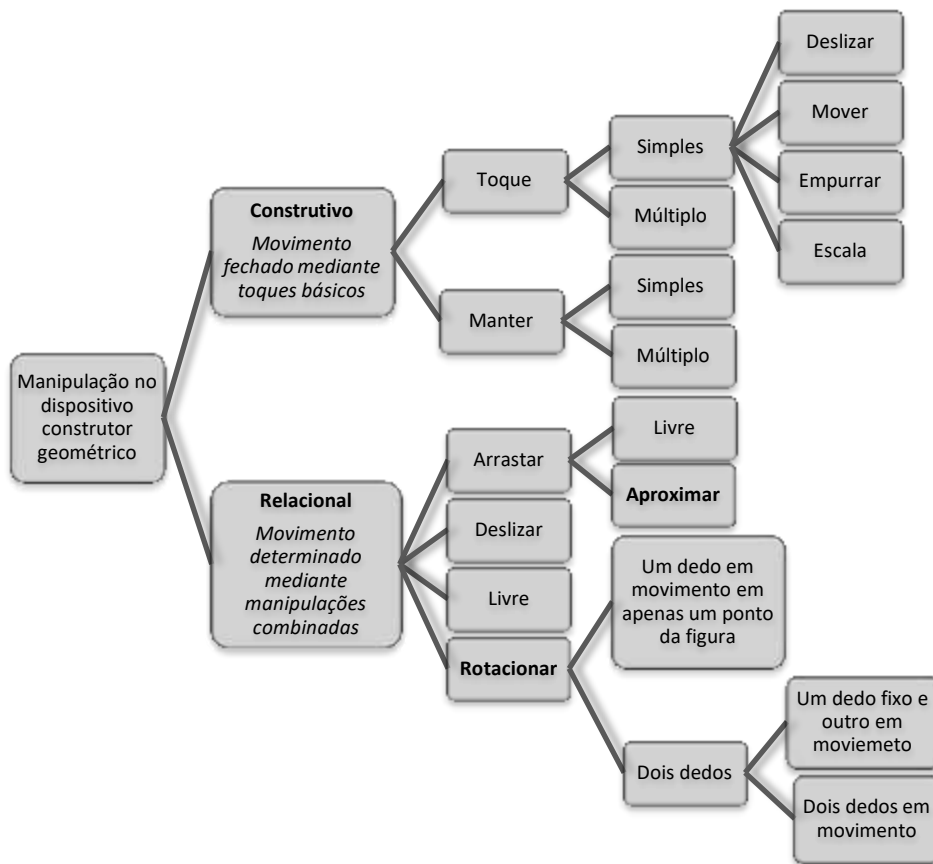 Manipulação no
dispositivo
construtor
geométrico
Construtivo
Movimento
fechado mediante
toques básicos
Toque
Simples
Deslizar
Mover
Empurrar
Escala
Múltiplo
Manter
Simples
Múltiplo
Relacional
Movimento
determinado
mediante
manipulações
combinadas
Arrastar
Livre
Aproximar
Deslizar
Livre
Rotacionar
Um dedo em
movimento em
apenas um ponto
da figura
Dois dedos
Um dedo fixo e
outro em
moviemeto
Dois dedos em
movimento